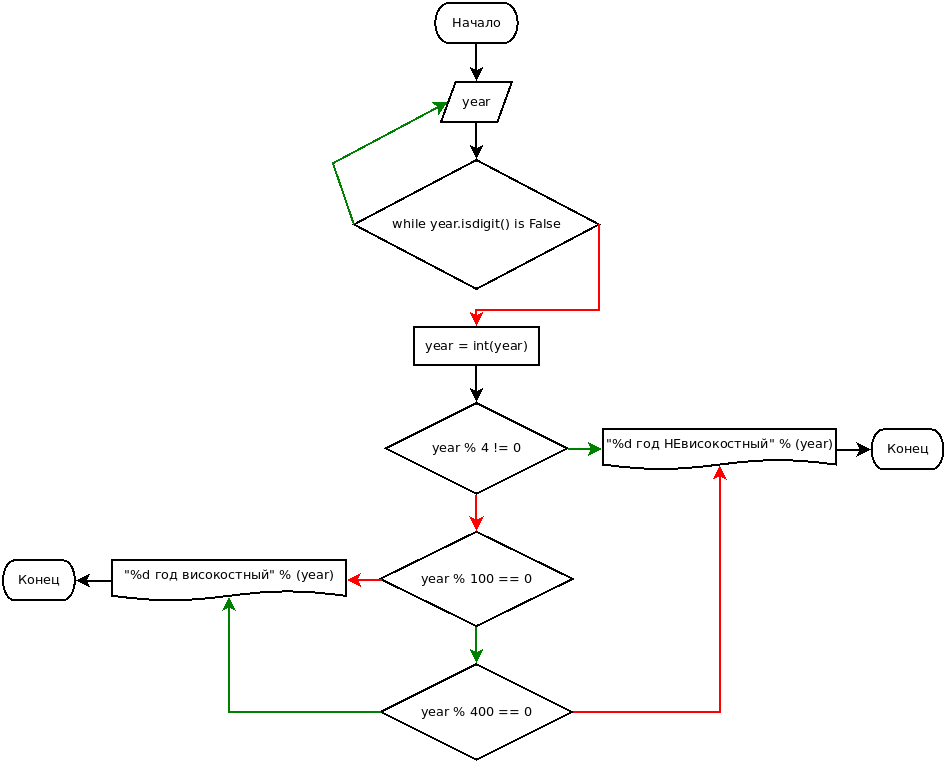 Начало
year
while year.isdigit() is False
year = int(year)
year % 4 != 0
"%d год НЕвисокостный" % (year)
Конец
Конец
"%d год високостный" % (year)
year % 100 == 0
year % 400 == 0